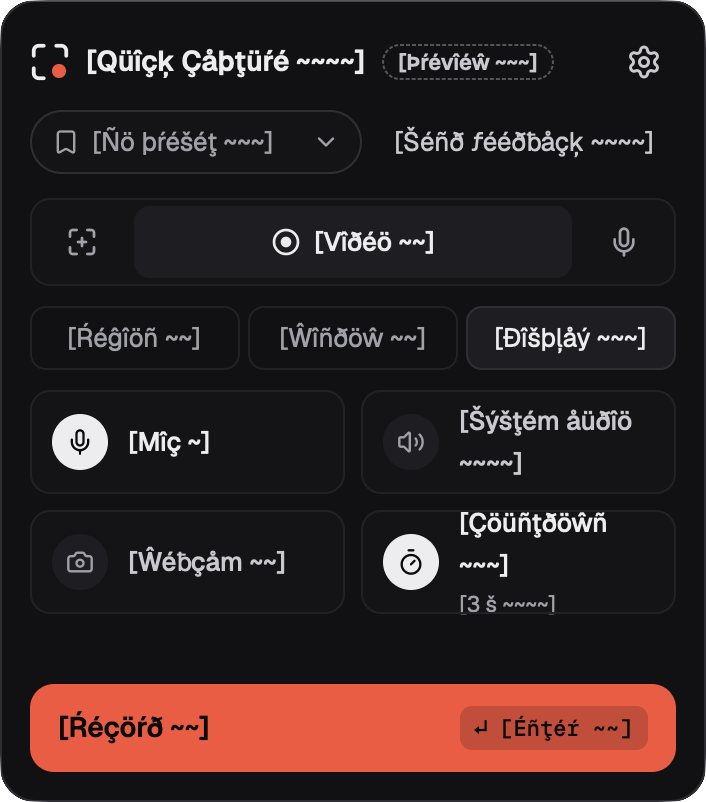 [Qüîçķ Çåþţüŕé ~~~~]
[Þŕévîéŵ ~~~]
[Ñö þŕéšéţ ~~~]
[Šéñð ƒééðƀåçķ ~~~~]
[Vîðéö ~~]
[Ŕéĝîöñ ~~]
[Ŵîñðöŵ ~~]
[Ðîšþļåý ~~~]
[Mîç ~]
[Šýšţém åüðîö
~~~~]
[Ŵéƀçåm ~~]
[Çöüñţðöŵñ
~~~]
[3 š ~~~~]
[Ŕéçöŕð ~~]
↵ [Éñţéŕ ~~]